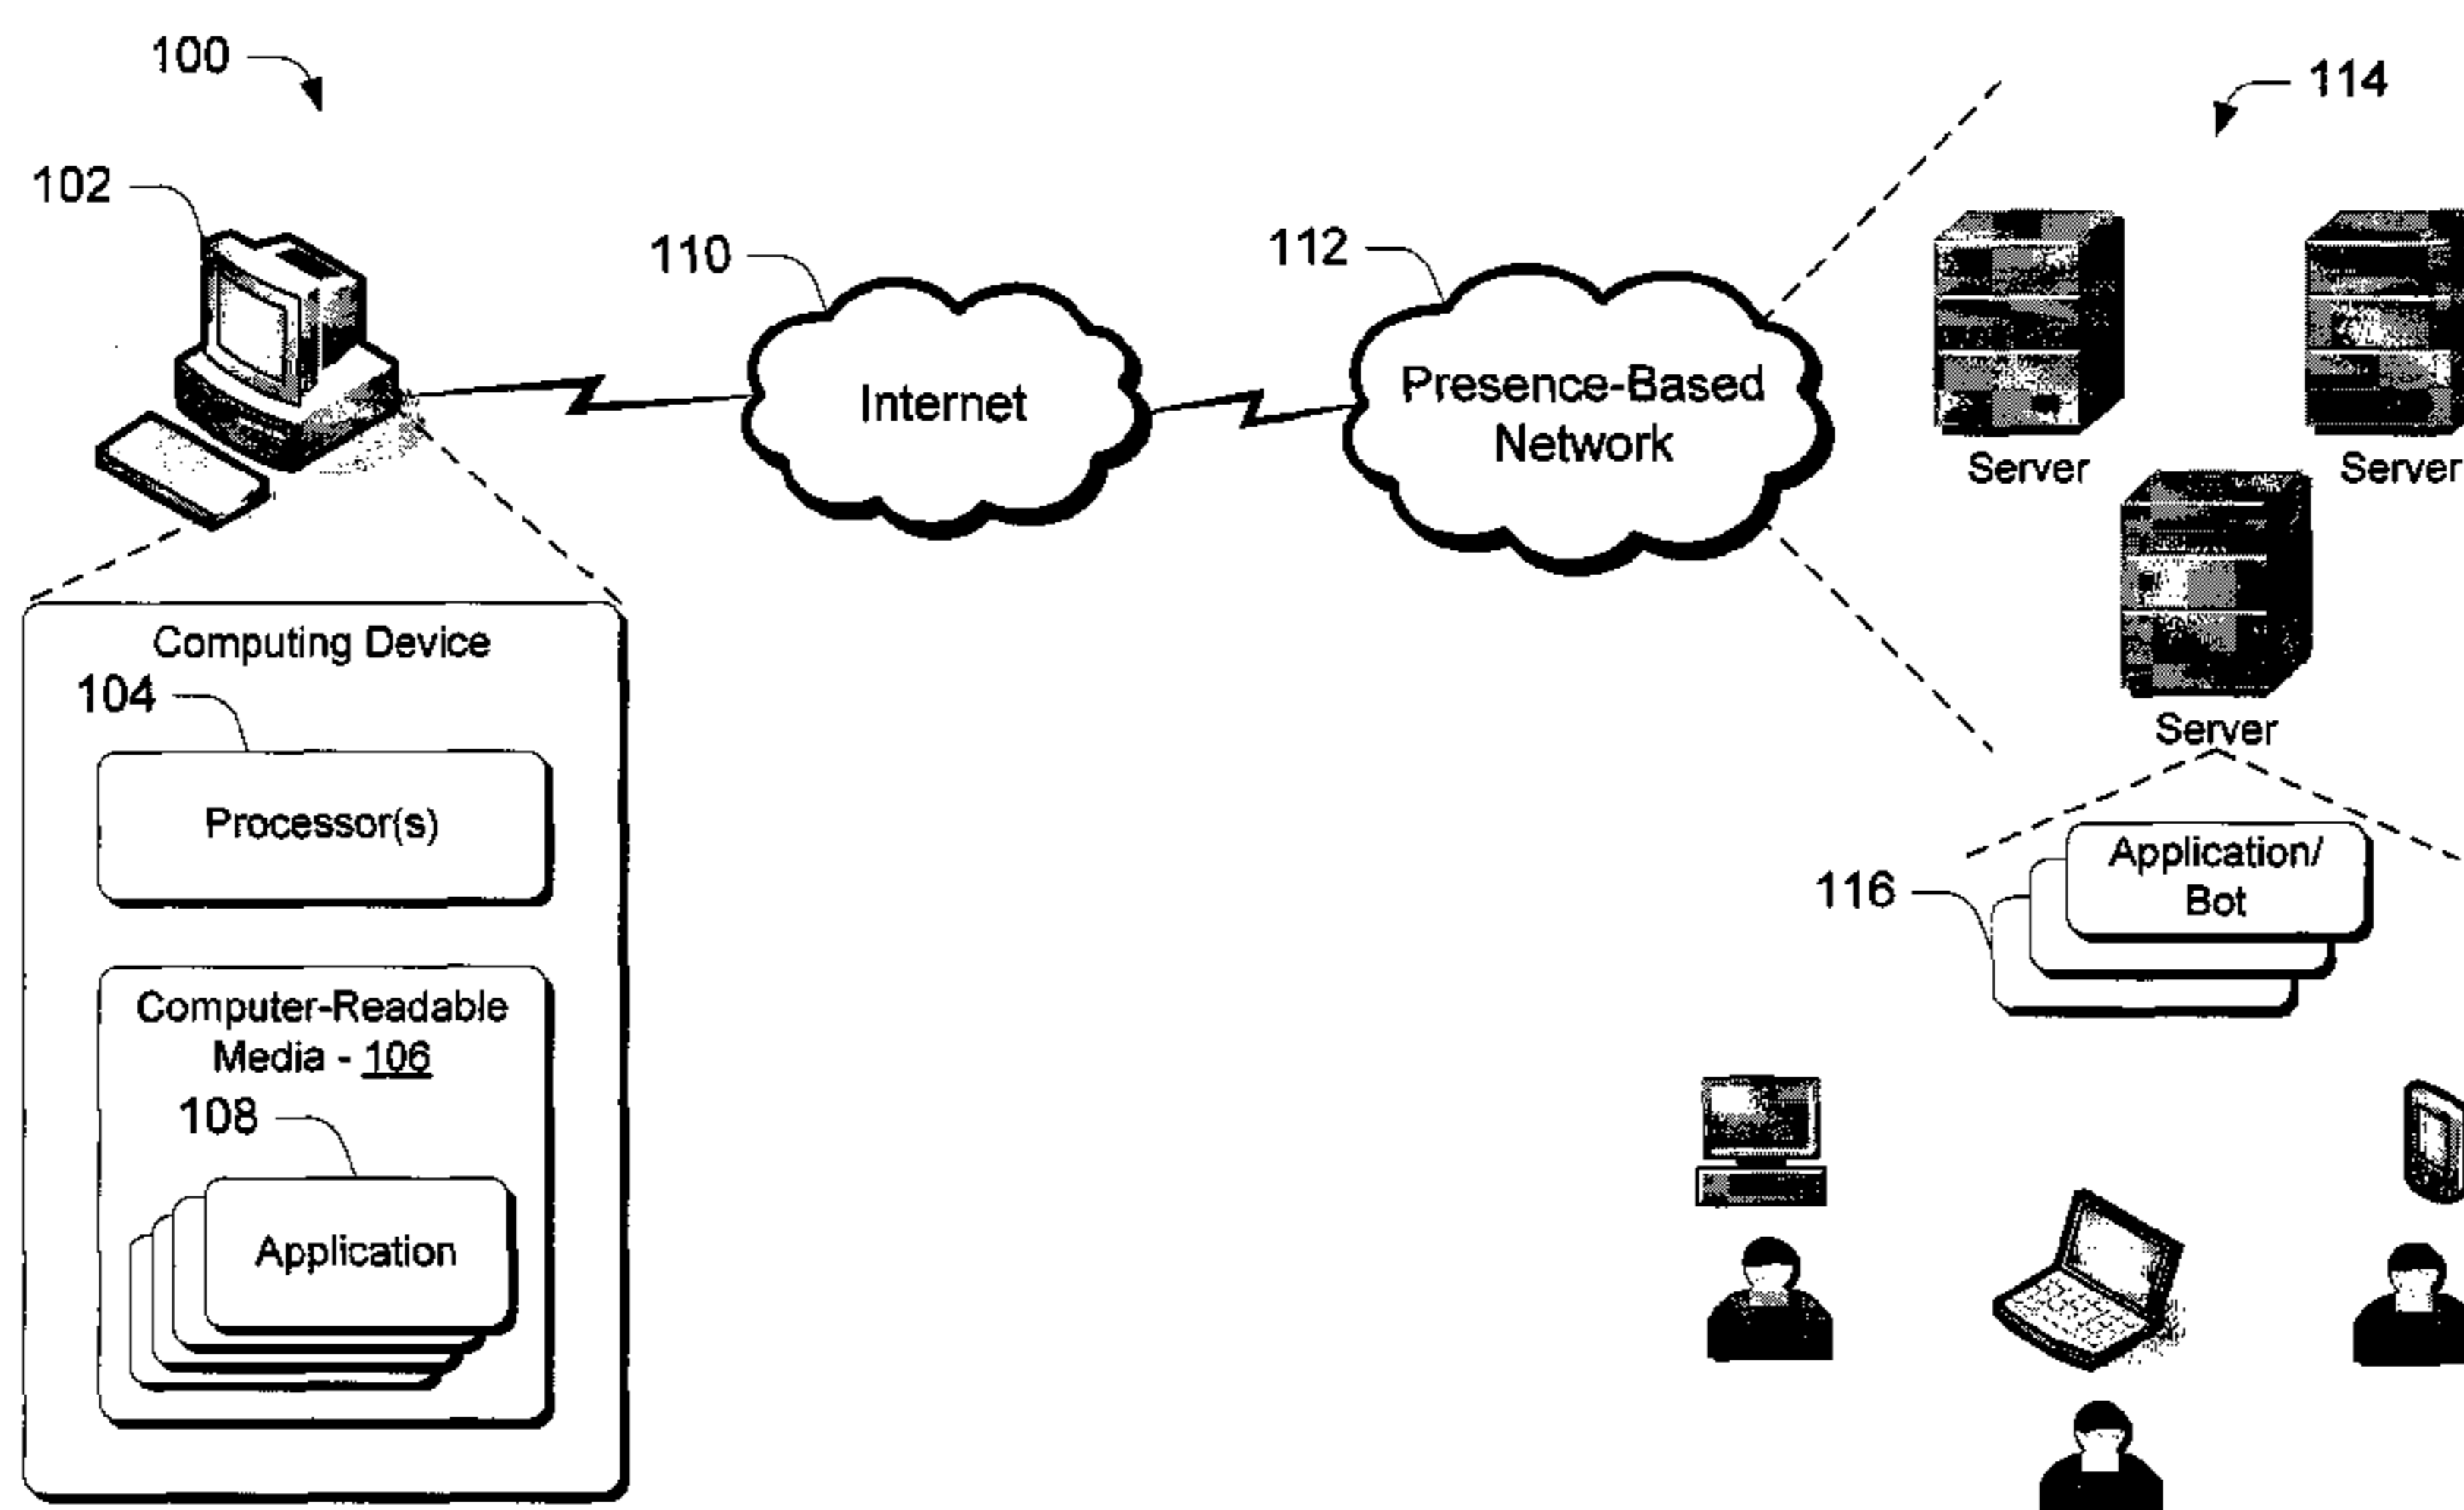 100
114
102
110
112
Internet
Presence-Based
Network
Server
Server
Server
Computing Device
104
Processor(s)
116
Application/
Bot
Computer-Readable
Media - 106
108
Application